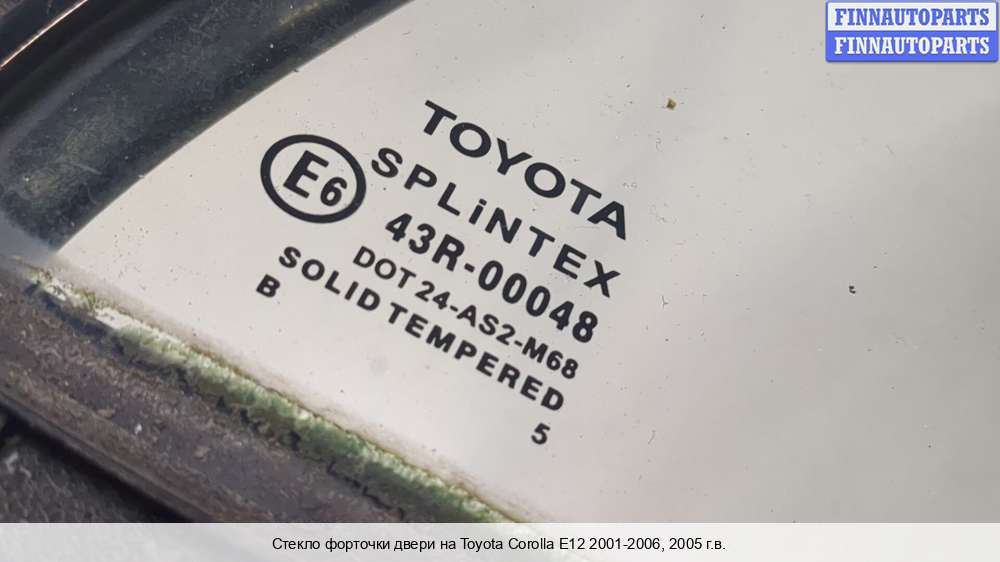 FINNAUTOPARTS
FINNAUTOPARTS
TOYOTA
SPLiNTEX
E6
43R-00048
DOT 24-AS2-M68
SOLID TEMPERED
B 5
Стекло форточки двери на Toyota Corolla E12 2001-2006, 2005 г.в.